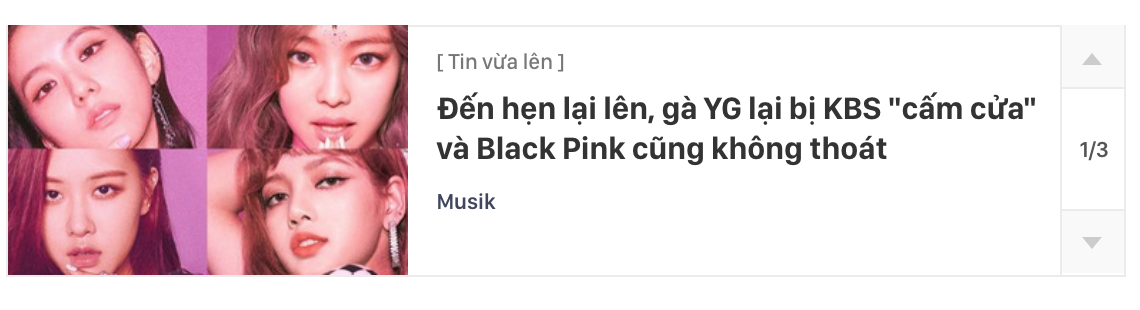 [ Tin vừa lên ]
Đến hẹn lại lên, gà YG lại bị KBS "cấm cửa"
và Black Pink cũng không thoát
Musik
1/3